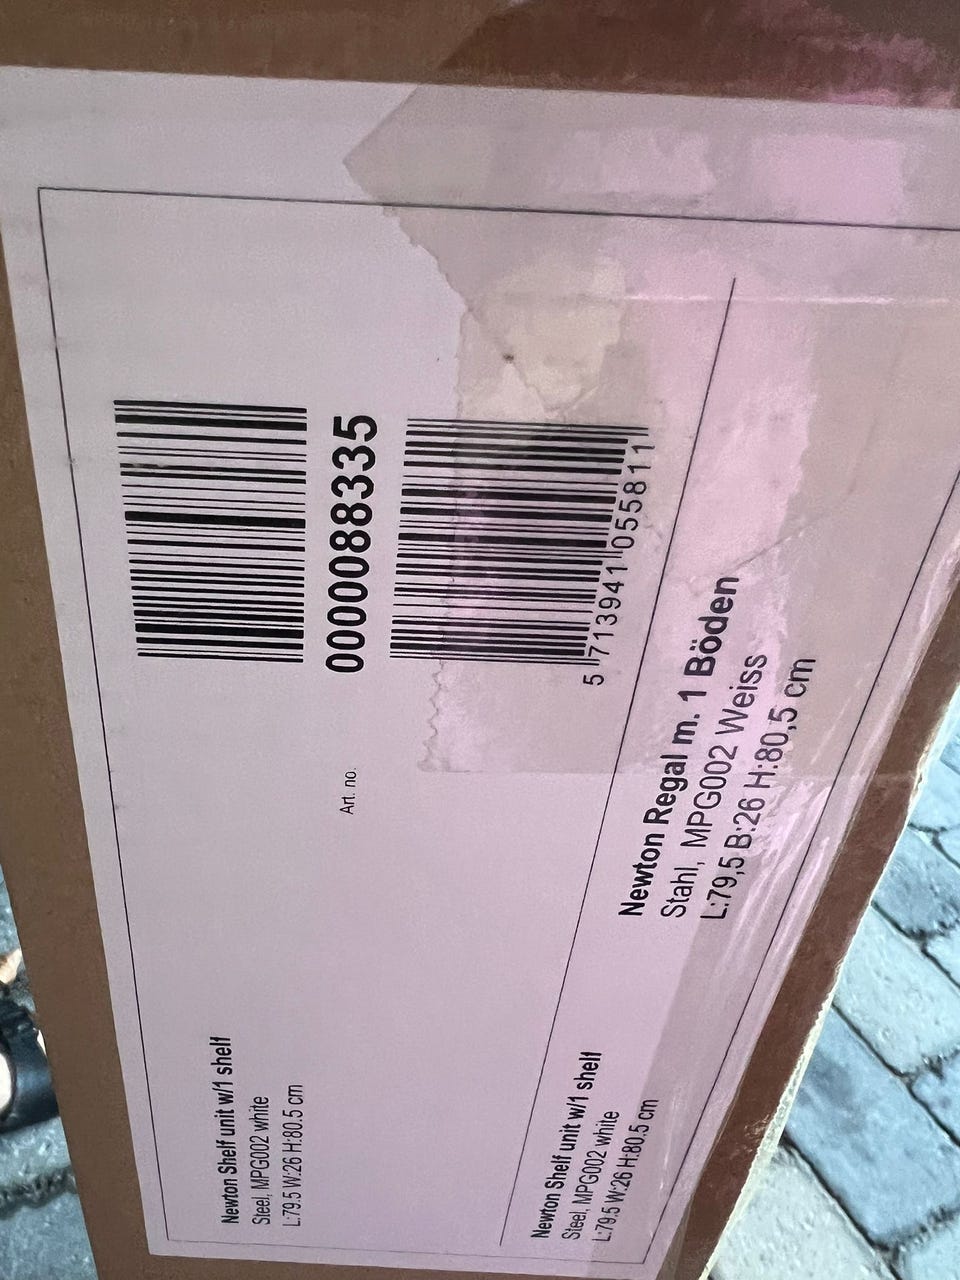 Newton Shelf unit w/1 shelf
Steel, MPG002 white
L:79.5 W:26 H:80.5 cm
Art. no.
0000088335
5 713941 055811
Newton Shelf unit w/1 shelf
Steel, MPG002 white
L:79.5 W:26 H:80.5 cm
Newton Regal m. 1 Böden
Stahl, MPG002 Weiss
L:79,5 B:26 H:80,5 cm